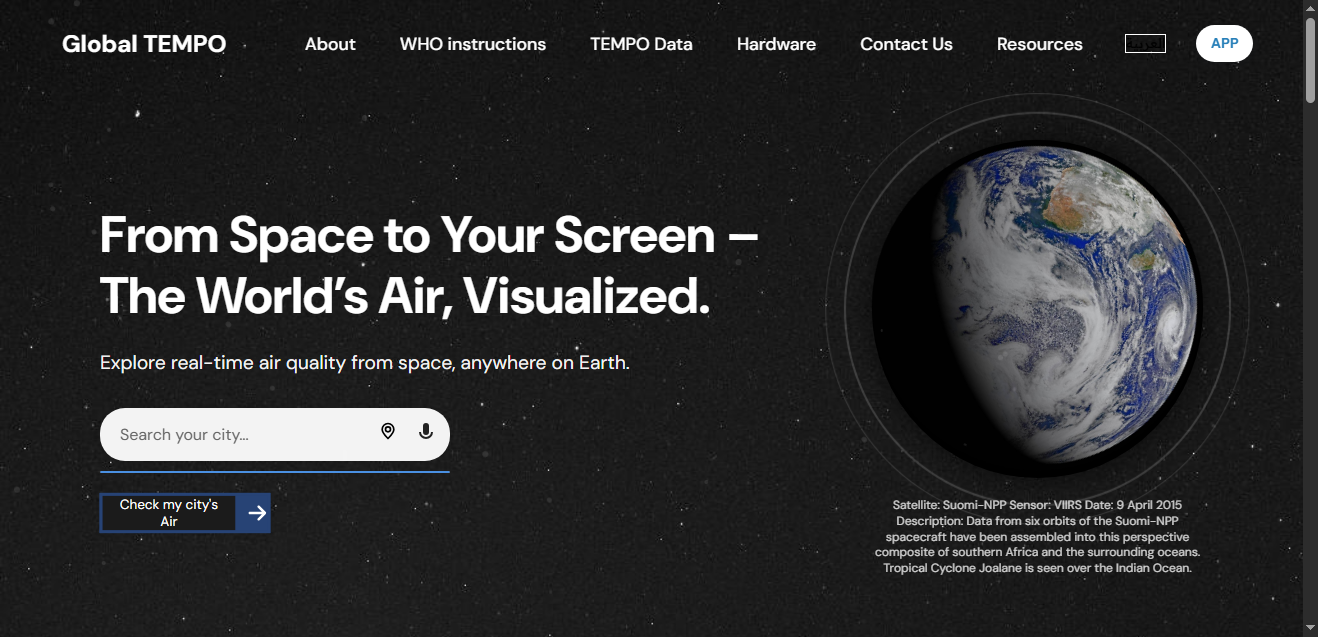 Global TEMPO
About
WHO instructions
TEMPO Data
Hardware
Contact Us
Resources
العربية
APP
From Space to Your Screen –
The World’s Air, Visualized.
Explore real-time air quality from space, anywhere on Earth.
Search your city...
Check my city's
Air
Satellite: Suomi-NPP Sensor: VIIRS Date: 9 April 2015
Description: Data from six orbits of the Suomi-NPP
spacecraft have been assembled into this perspective
composite of southern Africa and the surrounding oceans.
Tropical Cyclone Joalane is seen over the Indian Ocean.